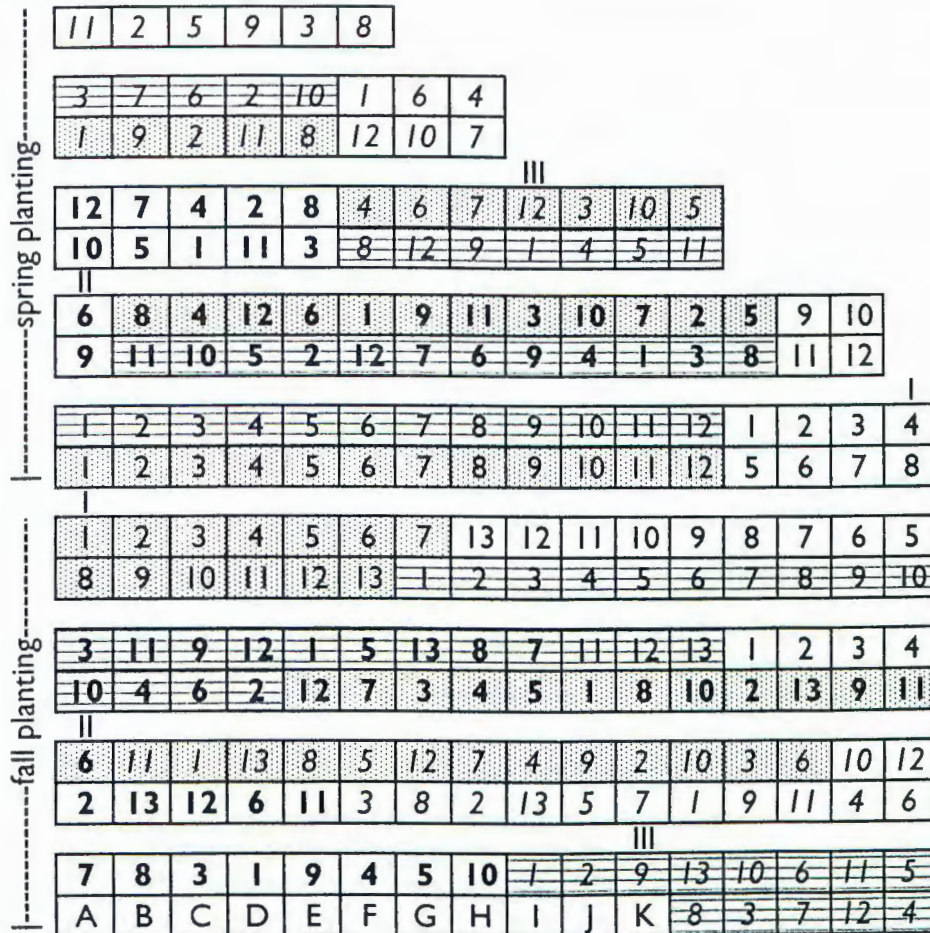 11 2 5 9 3 8
3 7 6 2 10 1 6 4
1 9 2 11 8 12 10 7
III
12 7 4 2 8 4 6 7 12 3 10 5
10 5 1 11 3 8 12 9 1 4 5 11
II
6 8 4 12 6 1 9 11 3 10 7 2 5 9 10
9 11 10 5 2 12 7 6 9 4 1 3 8 11 12
I
1 2 3 4 5 6 7 8 9 10 11 12 1 2 3 4
1 2 3 4 5 6 7 8 9 10 11 12 5 6 7 8
spring planting
I
1 2 3 4 5 6 7 13 12 11 10 9 8 7 6 5
8 9 10 11 12 13 1 2 3 4 5 6 7 8 9 10
3 11 9 12 1 5 13 8 7 11 12 13 1 2 3 4
10 4 6 2 12 7 3 4 5 1 8 10 2 13 9 11
II
6 11 1 13 8 5 12 7 4 9 2 10 3 6 10 12
2 13 12 6 11 3 8 2 13 5 7 1 9 11 4 6
III
7 8 3 1 9 4 5 10 1 2 9 13 10 6 11 5
A B C D E F G H I J K 8 3 7 12 4
fall planting